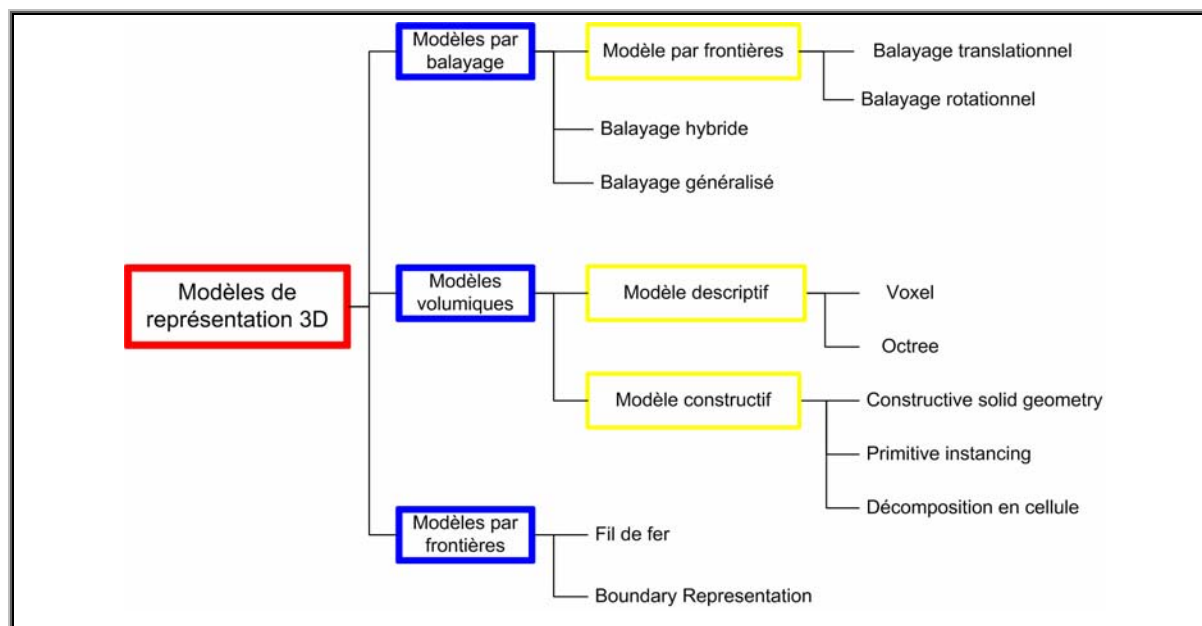 Modèles de
représentation 3D
Modèles par
balayage
Modèle par frontières
Balayage translationnel
Balayage rotationnel
Balayage hybride
Balayage généralisé
Modèles
volumiques
Modèle descriptif
Voxel
Octree
Modèle constructif
Constructive solid geometry
Primitive instancing
Décomposition en cellule
Modèles par
frontières
Fil de fer
Boundary Representation